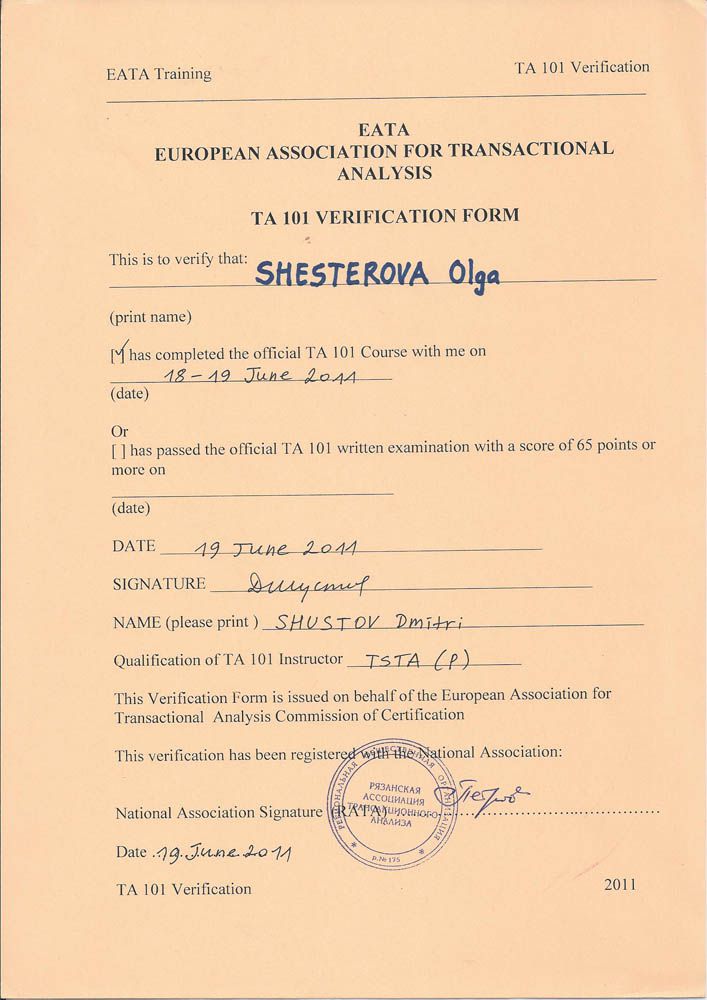 EATA Training
TA 101 Verification
EATA
EUROPEAN ASSOCIATION FOR TRANSACTIONAL
ANALYSIS
TA 101 VERIFICATION FORM
This is to verify that: SHESTEROVA Olga
(print name)
[✓] has completed the official TA 101 Course with me on
18-19 June 2011
(date)
Or
[ ] has passed the official TA 101 written examination with a score of 65 points or
more on
(date)
DATE 19 June 2011
SIGNATURE
NAME (please print ) SHUSTOV Dmitri
Qualification of TA 101 Instructor TSTA (P)
This Verification Form is issued on behalf of the European Association for
Transactional Analysis Commission of Certification
This verification has been registered with the National Association:
РЕГИОНАЛЬНАЯ ОБЩЕСТВЕННАЯ ОРГАНИЗАЦИЯ
РЯЗАНСКАЯ
АССОЦИАЦИЯ
ТРАНЗАКЦИОННОГО
АНАЛИЗА
р.№175
National Association Signature (RATA)
Date 19 June 2011
TA 101 Verification
2011